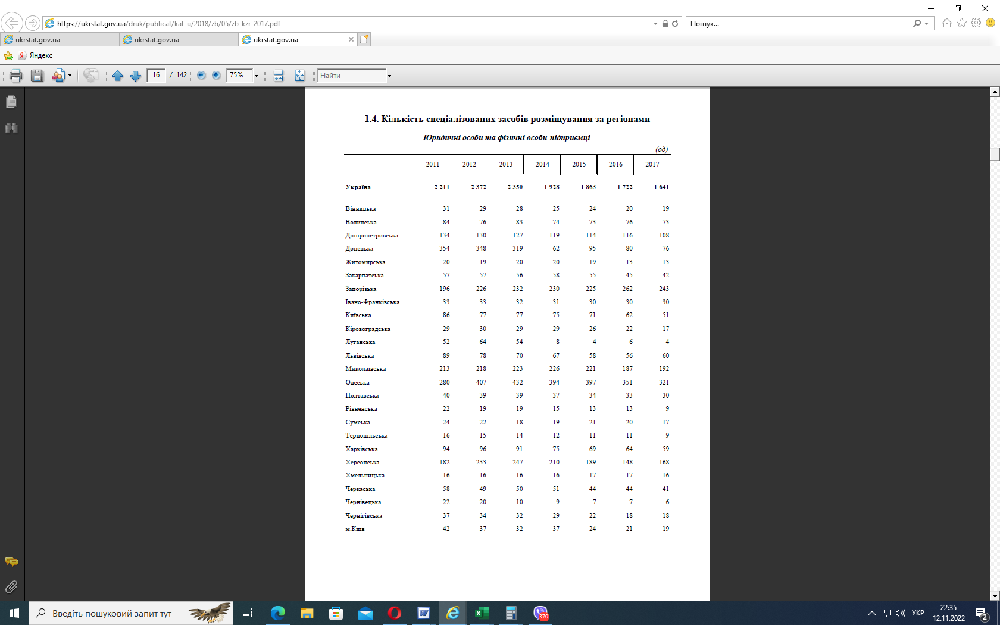 https://ukrstat.gov.ua/druk/publicat/kat_u/2018/zb/05/zb_kzr_2017.pdf
Пошук...
ukrstat.gov.ua
ukrstat.gov.ua
ukrstat.gov.ua
Яндекс
16 / 142
75%
Найти
1.4. Кількість спеціалізованих засобів розміщування за регіонами
Юридичні особи та фізичні особи-підприємці
(од)
2011 2012 2013 2014 2015 2016 2017
Україна 2 211 2 372 2 350 1 928 1 863 1 722 1 641
Вінницька 31 29 28 25 24 20 19
Волинська 84 76 83 74 73 76 73
Дніпропетровська 134 130 127 119 114 116 108
Донецька 354 348 319 62 95 80 76
Житомирська 20 19 20 20 19 13 13
Закарпатська 57 57 56 58 55 45 42
Запорізька 196 226 232 230 225 262 243
Івано-Франківська 33 33 32 31 30 30 30
Київська 86 77 77 75 71 62 51
Кіровоградська 29 30 29 29 26 22 17
Луганська 52 64 54 8 4 6 4
Львівська 89 78 70 67 58 56 60
Миколаївська 213 218 223 226 221 187 192
Одеська 280 407 432 394 397 351 321
Полтавська 40 39 39 37 34 33 30
Рівненська 22 19 19 15 13 13 9
Сумська 24 22 18 19 21 20 17
Тернопільська 16 15 14 12 11 11 9
Харківська 94 96 91 75 69 64 59
Херсонська 182 233 247 210 189 148 168
Хмельницька 16 16 16 16 17 17 16
Черкаська 58 49 50 51 44 44 41
Чернівецька 22 20 10 9 7 7 6
Чернігівська 37 34 32 29 22 18 18
м.Київ 42 37 32 37 24 21 19
Введіть пошуковий запит тут
370
УКР
22:35
12.11.2022
2